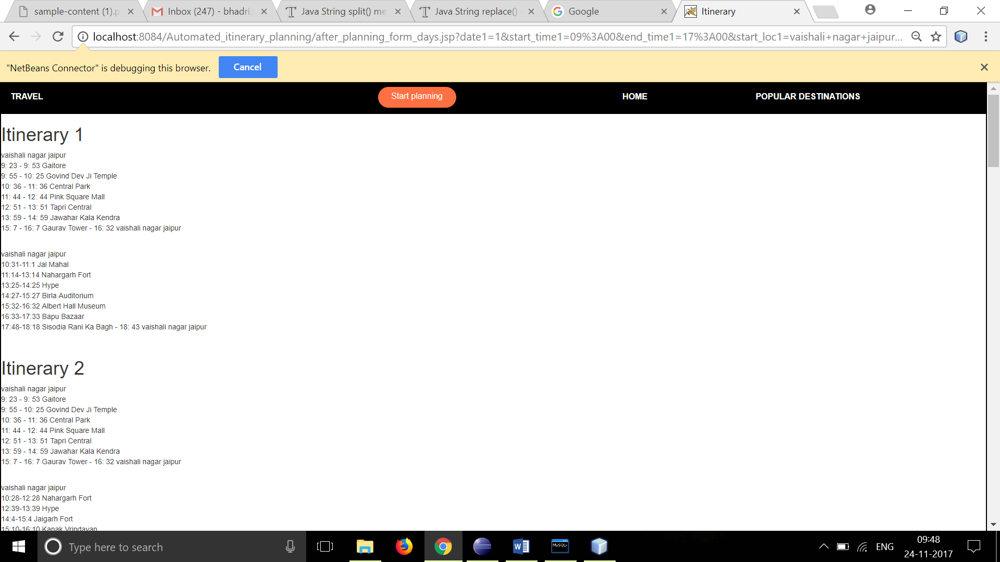 sample-content (1).p
Inbox (247) - bhadri.s
Java String split() me
Java String replace()
Google
Itinerary
localhost:8084/Automated_itinerary_planning/after_planning_form_days.jsp?date1=1&start_time1=09%3A00&end_time1=17%3A00&start_loc1=vaishali+nagar+jaipur...
"NetBeans Connector" is debugging this browser.
Cancel
TRAVEL
Start planning
HOME
POPULAR DESTINATIONS
Itinerary 1
vaishali nagar jaipur
9: 23 - 9: 53 Gaitore
9: 55 - 10: 25 Govind Dev Ji Temple
10: 36 - 11: 36 Central Park
11: 44 - 12: 44 Pink Square Mall
12: 51 - 13: 51 Tapri Central
13: 59 - 14: 59 Jawahar Kala Kendra
15: 7 - 16: 7 Gaurav Tower - 16: 32 vaishali nagar jaipur
vaishali nagar jaipur
10:31-11:1 Jal Mahal
11:14-13:14 Nahargarh Fort
13:25-14:25 Hype
14:27-15:27 Birla Auditorium
15:32-16:32 Albert Hall Museum
16:33-17:33 Bapu Bazaar
17:48-18:18 Sisodia Rani Ka Bagh - 18: 43 vaishali nagar jaipur
Itinerary 2
vaishali nagar jaipur
9: 23 - 9: 53 Gaitore
9: 55 - 10: 25 Govind Dev Ji Temple
10: 36 - 11: 36 Central Park
11: 44 - 12: 44 Pink Square Mall
12: 51 - 13: 51 Tapri Central
13: 59 - 14: 59 Jawahar Kala Kendra
15: 7 - 16: 7 Gaurav Tower - 16: 32 vaishali nagar jaipur
vaishali nagar jaipur
10:28-12:28 Nahargarh Fort
12:39-13:39 Hype
14:4-15:4 Jaigarh Fort
15:10-16:10 Kanak Vrindavan
Type here to search
MySQL
ENG
09:48
24-11-2017